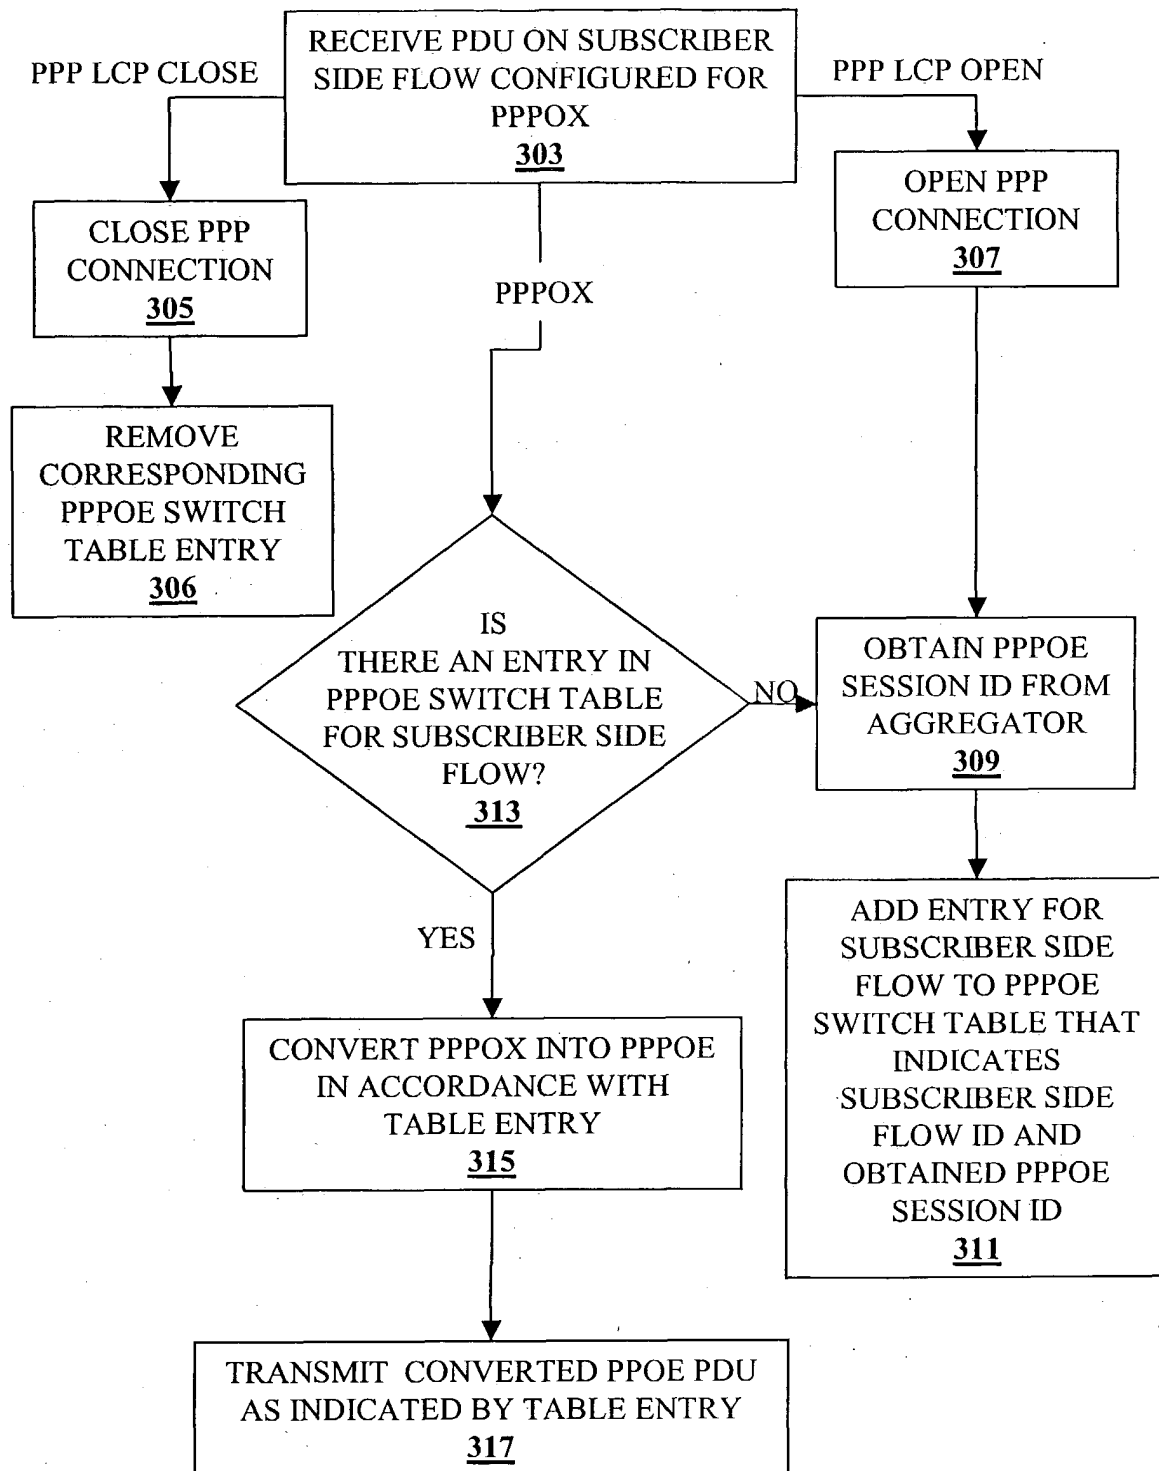 RECEIVE PDU ON SUBSCRIBER
SIDE FLOW CONFIGURED FOR
PPPOX
303
PPP LCP CLOSE
PPP LCP OPEN
CLOSE PPP
CONNECTION
305
PPPOX
OPEN PPP
CONNECTION
307
REMOVE
CORRESPONDING
PPPOE SWITCH
TABLE ENTRY
306
IS
THERE AN ENTRY IN
PPPOE SWITCH TABLE
FOR SUBSCRIBER SIDE
FLOW?
313
NO
YES
OBTAIN PPPOE
SESSION ID FROM
AGGREGATOR
309
ADD ENTRY FOR
SUBSCRIBER SIDE
FLOW TO PPPOE
SWITCH TABLE THAT
INDICATES
SUBSCRIBER SIDE
FLOW ID AND
OBTAINED PPPOE
SESSION ID
311
CONVERT PPPOX INTO PPPOE
IN ACCORDANCE WITH
TABLE ENTRY
315
TRANSMIT CONVERTED PPOE PDU
AS INDICATED BY TABLE ENTRY
317